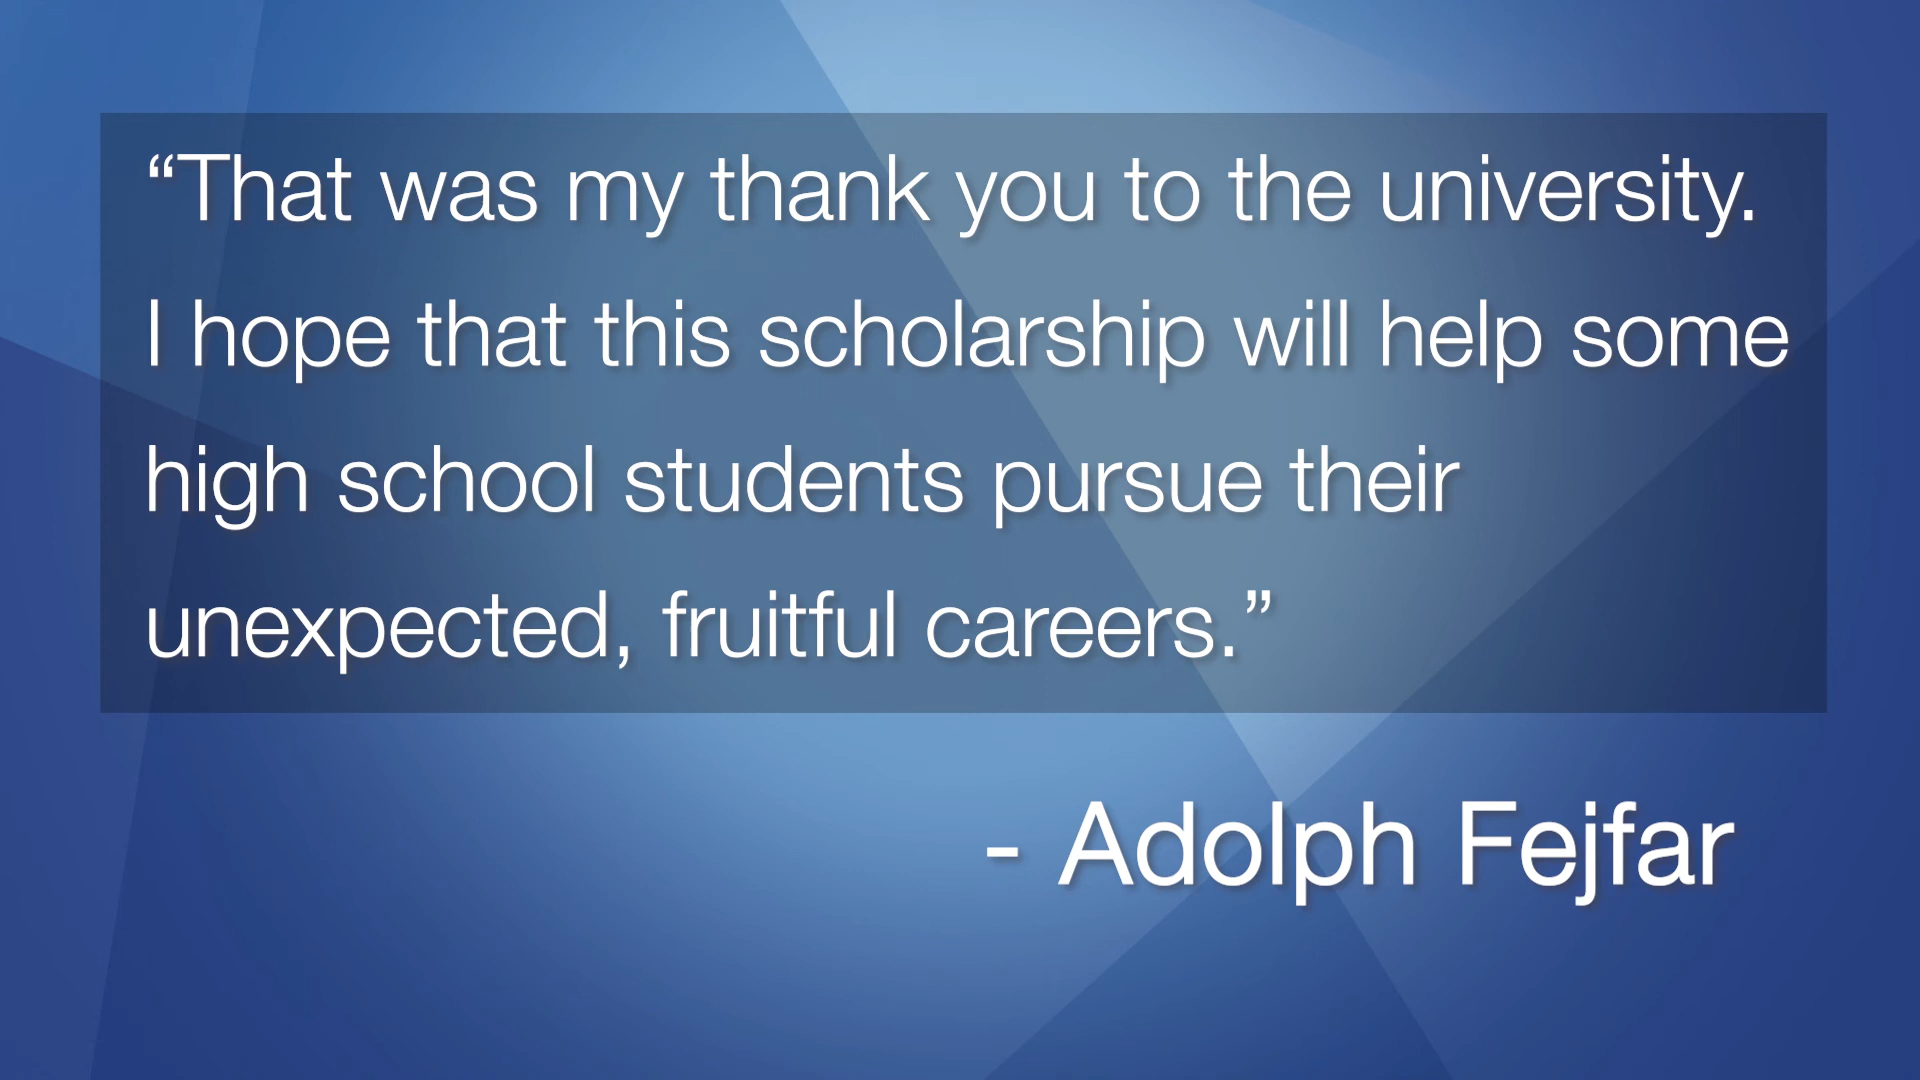 “That was my thank you to the university.
I hope that this scholarship will help some
high school students pursue their
unexpected, fruitful careers.”
- Adolph Fejfar